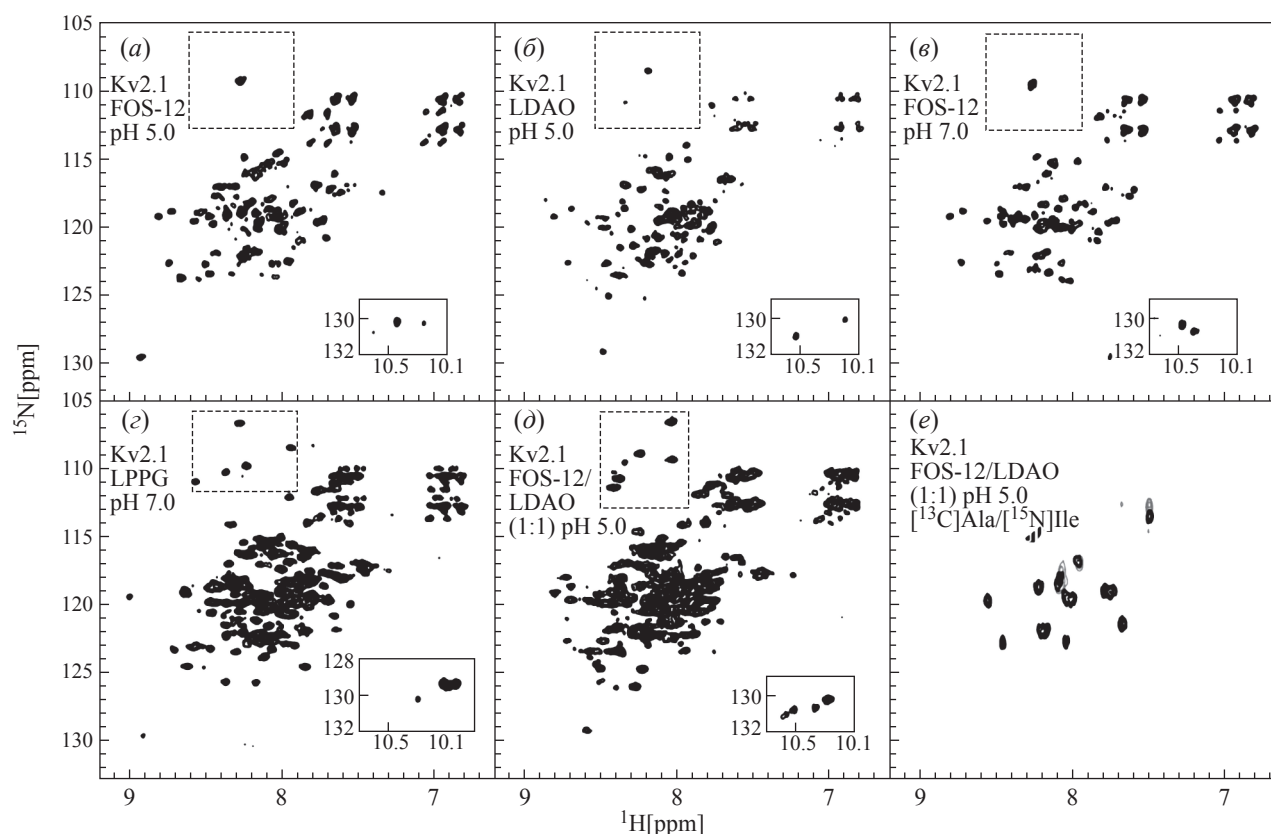 105
(а)
Kv2.1
FOS-12
pH 5.0
(б)
Kv2.1
LDAO
pH 5.0
(в)
Kv2.1
FOS-12
pH 7.0
110
115
120
125
130
130
132
10.5 10.1
130
132
10.5 10.1
130
132
10.5 10.1
105
(г)
Kv2.1
LPPG
pH 7.0
(д)
Kv2.1
FOS-12/
LDAO
(1:1) pH 5.0
(е)
Kv2.1
FOS-12/LDAO
(1:1) pH 5.0
[¹³C]Ala/[¹⁵N]Ile
110
115
120
125
130
128
130
132
10.5 10.1
130
132
10.5 10.1
9 8 7 9 8 7 9 8 7
¹⁵N[ppm]
¹H[ppm]